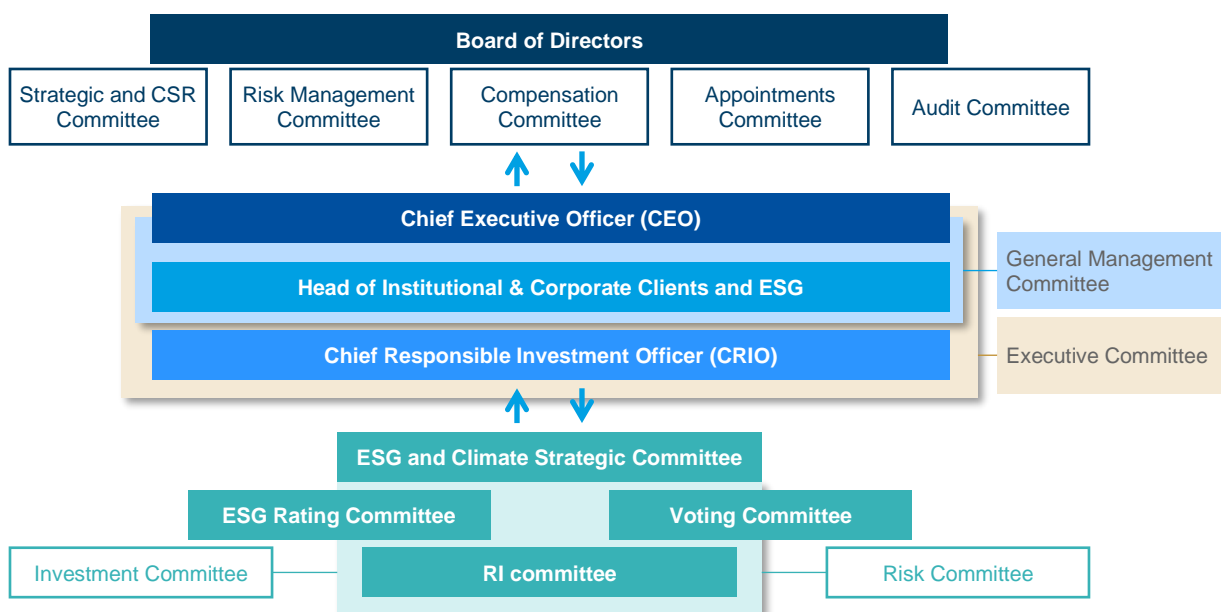 Board of Directors
Strategic and CSR
Committee
Risk Management
Committee
Compensation
Committee
Appointments
Committee
Audit Committee
Chief Executive Officer (CEO)
Head of Institutional & Corporate Clients and ESG
General Management
Committee
Chief Responsible Investment Officer (CRIO)
Executive Committee
ESG and Climate Strategic Committee
ESG Rating Committee
Voting Committee
Investment Committee
RI committee
Risk Committee